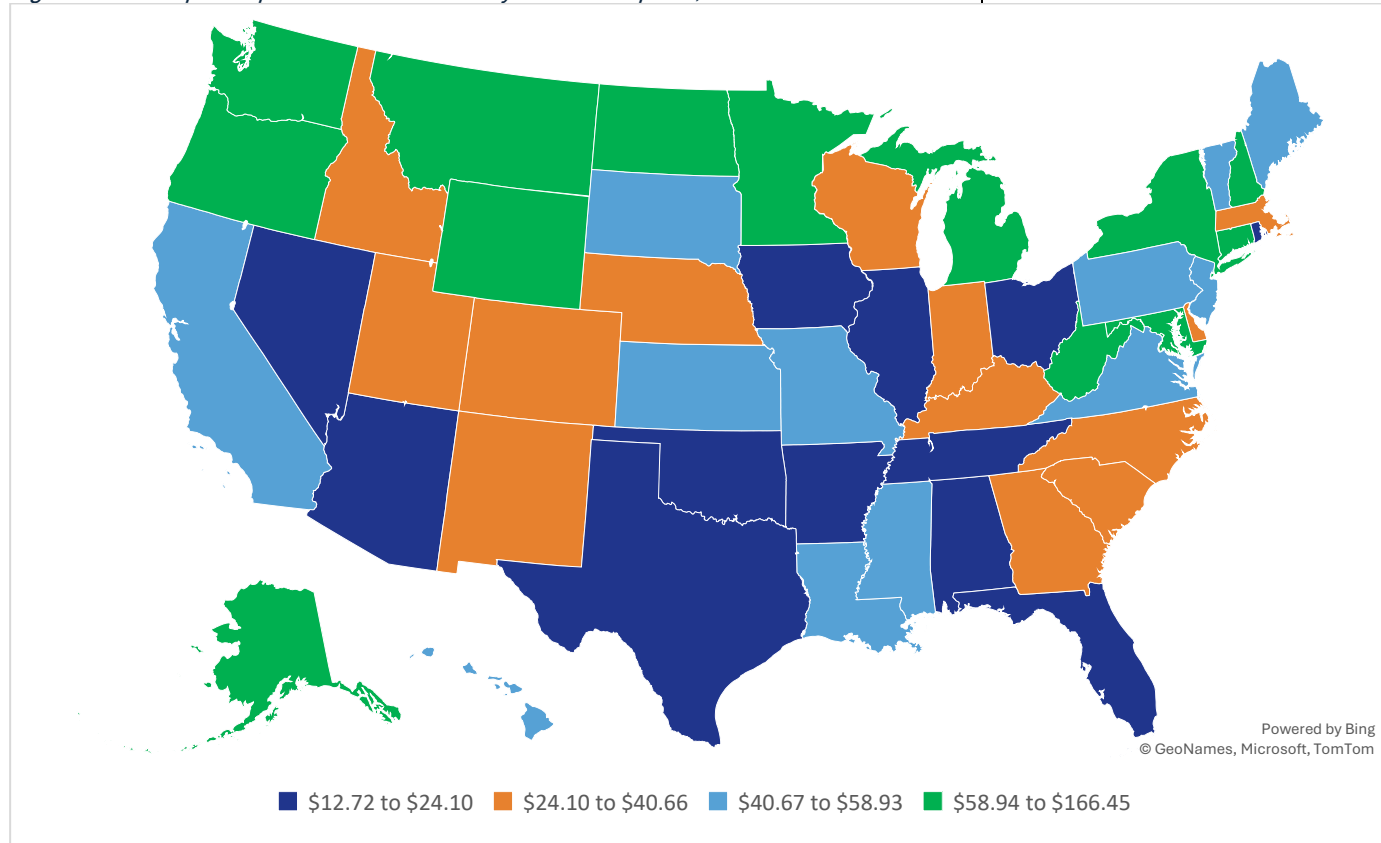 Powered by Bing
© GeoNames, Microsoft, TomTom
$12.72 to $24.10 $24.10 to $40.66 $40.67 to $58.93 $58.94 to $166.45